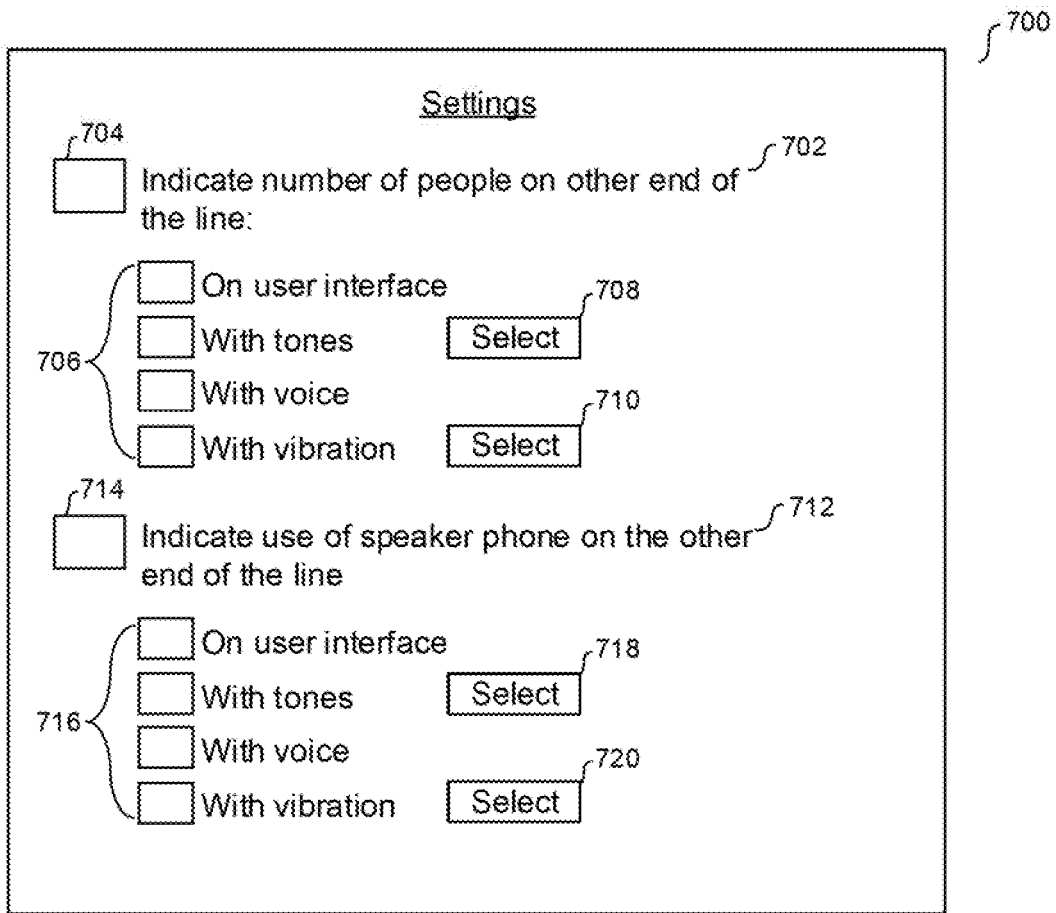 700
Settings
704
702
Indicate number of people on other end of
the line:
On user interface
708
With tones Select
706
With voice
710
With vibration Select
714
712
Indicate use of speaker phone on the other
end of the line
On user interface
718
With tones Select
716
With voice
720
With vibration Select